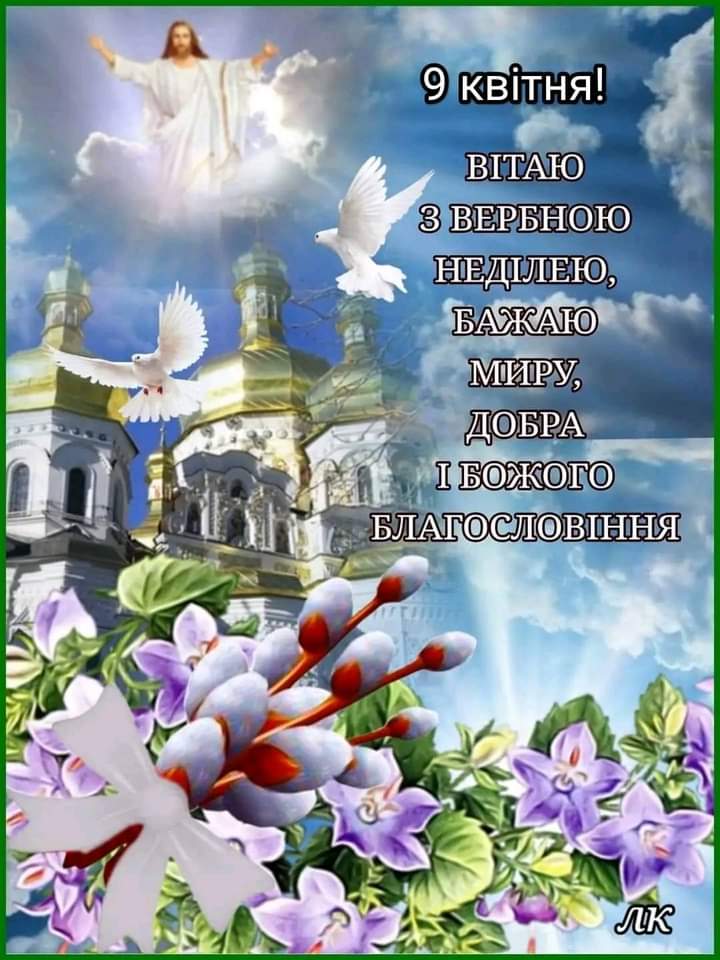 9 квітня!
ВІТАЮ
З ВЕРБНОЮ
НЕДІЛЕЮ,
БАЖАЮ
МИРУ,
ДОБРА
І БОЖОГО
БЛАГОСЛОВІННЯ
ЛК